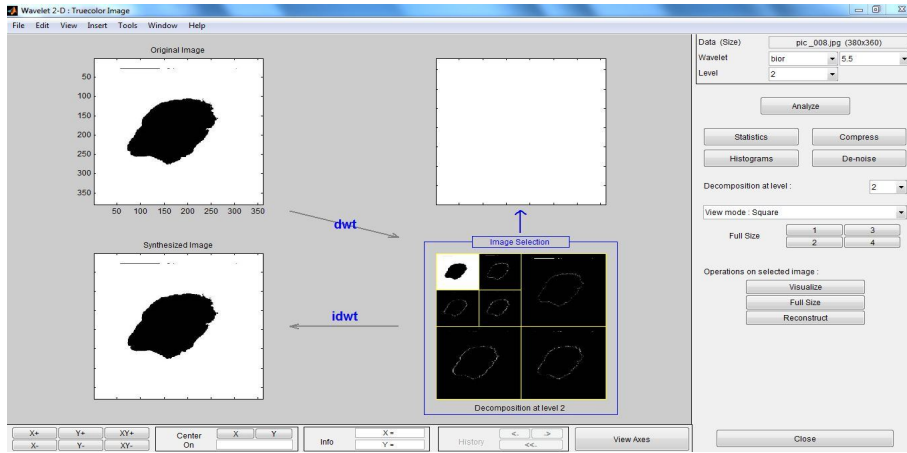 Wavelet 2-D : Truecolor Image
File Edit View Insert Tools Window Help
Original Image
50
100
150
200
250
300
350
50 100 150 200 250 300 350
dwt
Image Selection
Synthesized Image
idwt
Decomposition at level 2
Data (Size) pic _008.jpg (380x360)
Wavelet bior 5.5
Level 2
Analyze
Statistics Compress
Histograms De-noise
Decomposition at level : 2
View mode : Square
Full Size 1 3
2 4
Operations on selected image :
Visualize
Full Size
Reconstruct
X+ Y+ XY+
X- Y- XY-
Center On X Y
Info X =
Y =
History <- ->
<<-
View Axes
Close